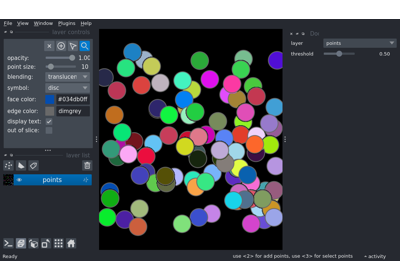 File View Window Plugins Help
layer controls
opacity: 1.00
point size: 10
blending: translucen
symbol: disc
face color: #034db0ff
edge color: dimgrey
display text:
out of slice:
layer list
points
layer points
threshold 0.50
Ready
use <2> for add points, use <3> for select points
activity